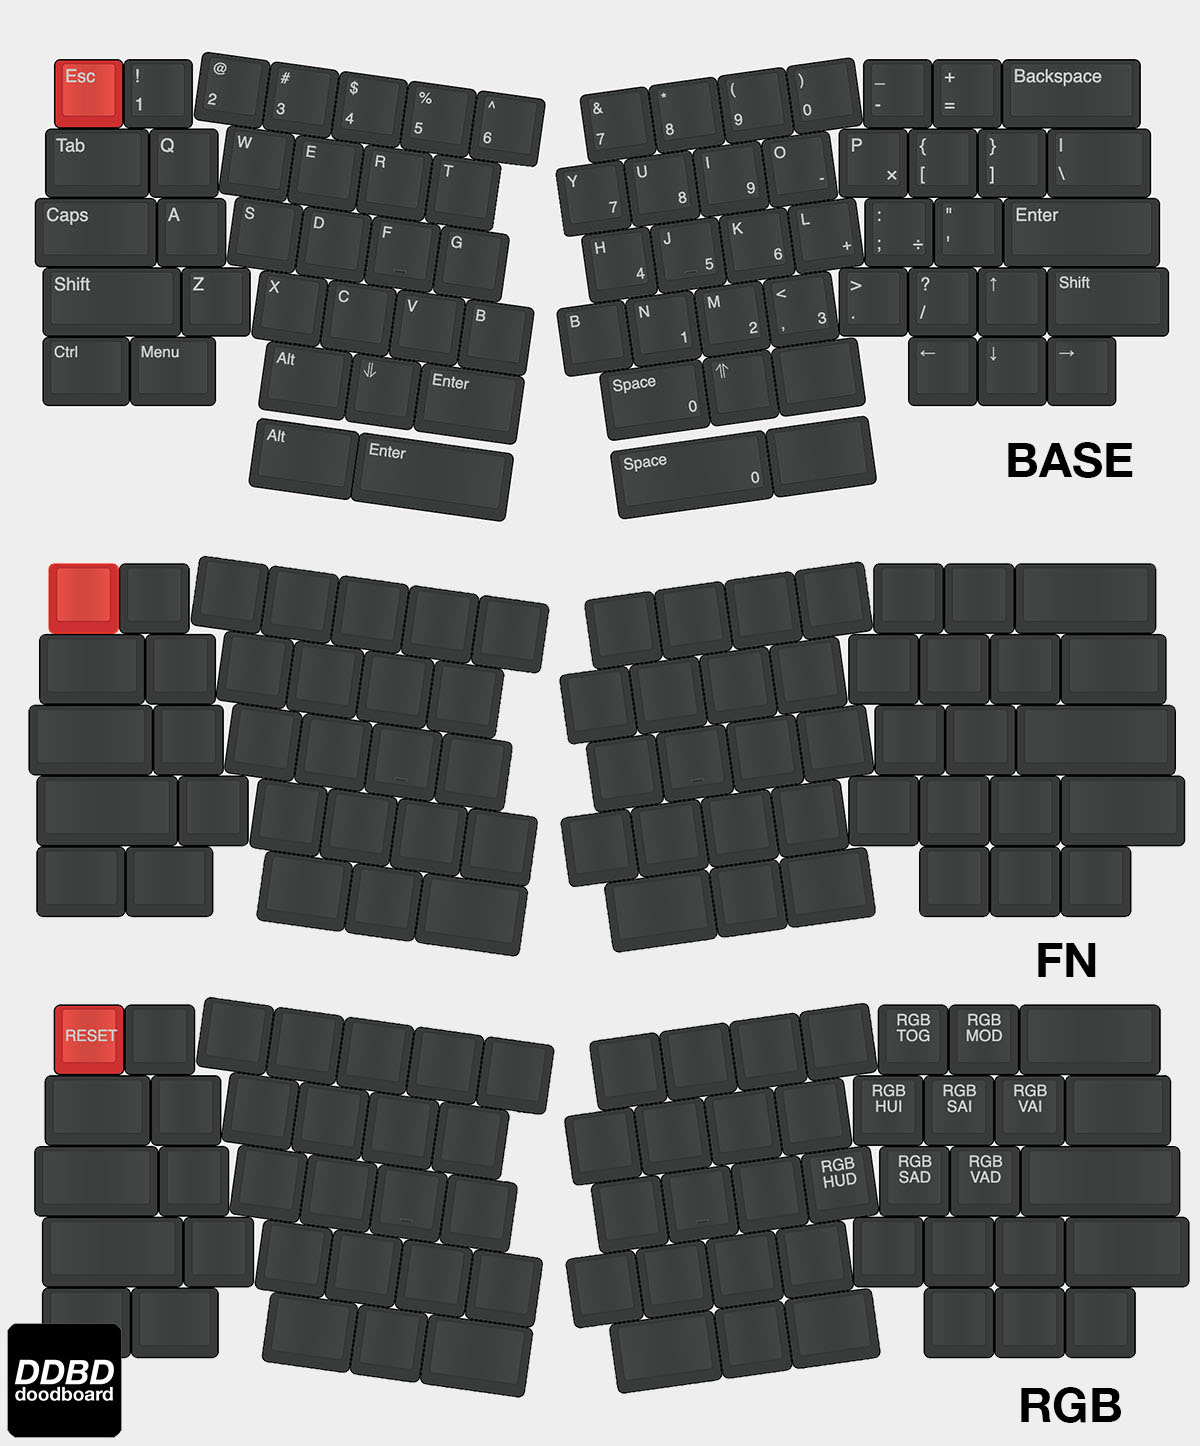 Esc ! 1 @ 2 # 3 $ 4 % 5 ^ 6 & 7 * 8 ( 9 ) 0 _ - + = Backspace
Tab Q W E R T Y 7 U 8 I 9 O - P × { [ } ] | \
Caps A S D F G H 4 J 5 K 6 L + : ; ÷ " ' Enter
Shift Z X C V B B N 1 M 2 < , 3 > . ? / ↑ Shift
Ctrl Menu Alt ⇓ Enter Space 0 ⇑ ← ↓ →
Alt Enter Space 0
BASE
FN
RESET RGB TOG RGB MOD
RGB HUI RGB SAI RGB VAI
RGB HUD RGB SAD RGB VAD
DDBD
doodboard
RGB